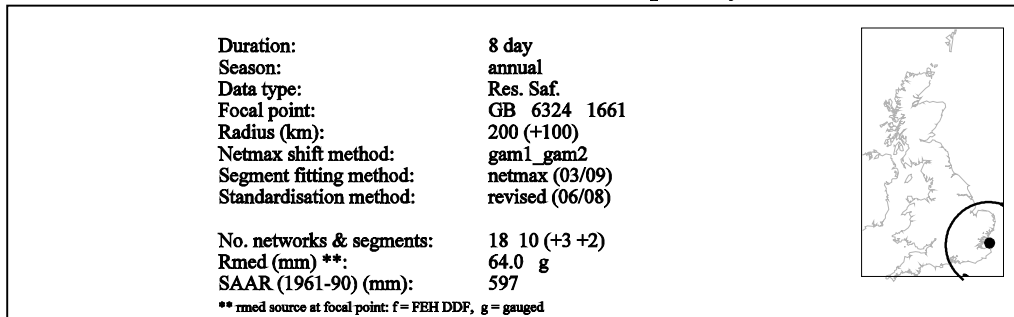 Duration: 8 day
Season: annual
Data type: Res. Saf.
Focal point: GB 6324 1661
Radius (km): 200 (+100)
Netmax shift method: gam1_gam2
Segment fitting method: netmax (03/09)
Standardisation method: revised (06/08)
No. networks & segments: 18 10 (+3 +2)
Rmed (mm) **: 64.0 g
SAAR (1961-90) (mm): 597
** rmed source at focal point: f = FEH DDF, g = gauged